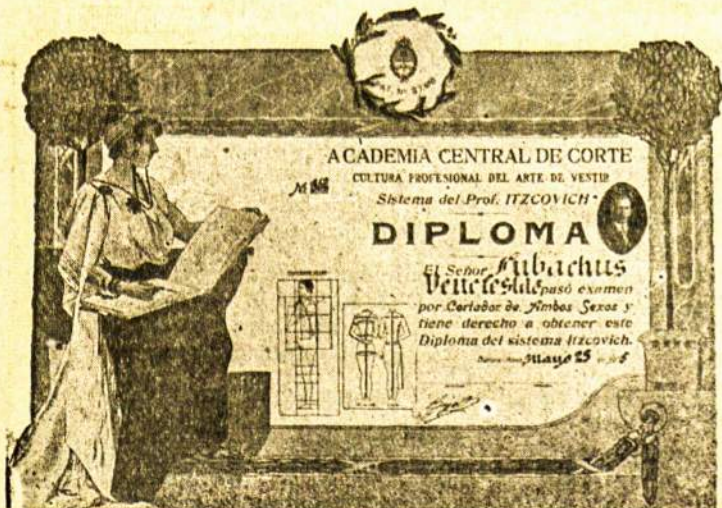 ACADEMIA CENTRAL DE CORTE
CULTURA PROFESIONAL DEL ARTE DE VESTIR
Sistema del Prof. ITZCOVICH
DIPLOMA
El Señor Kubachus
pasó examen
por Cortador de Ambos Sexos y
tiene derecho a obtener este
Diploma del sistema Itzcovich.
Mayo 25